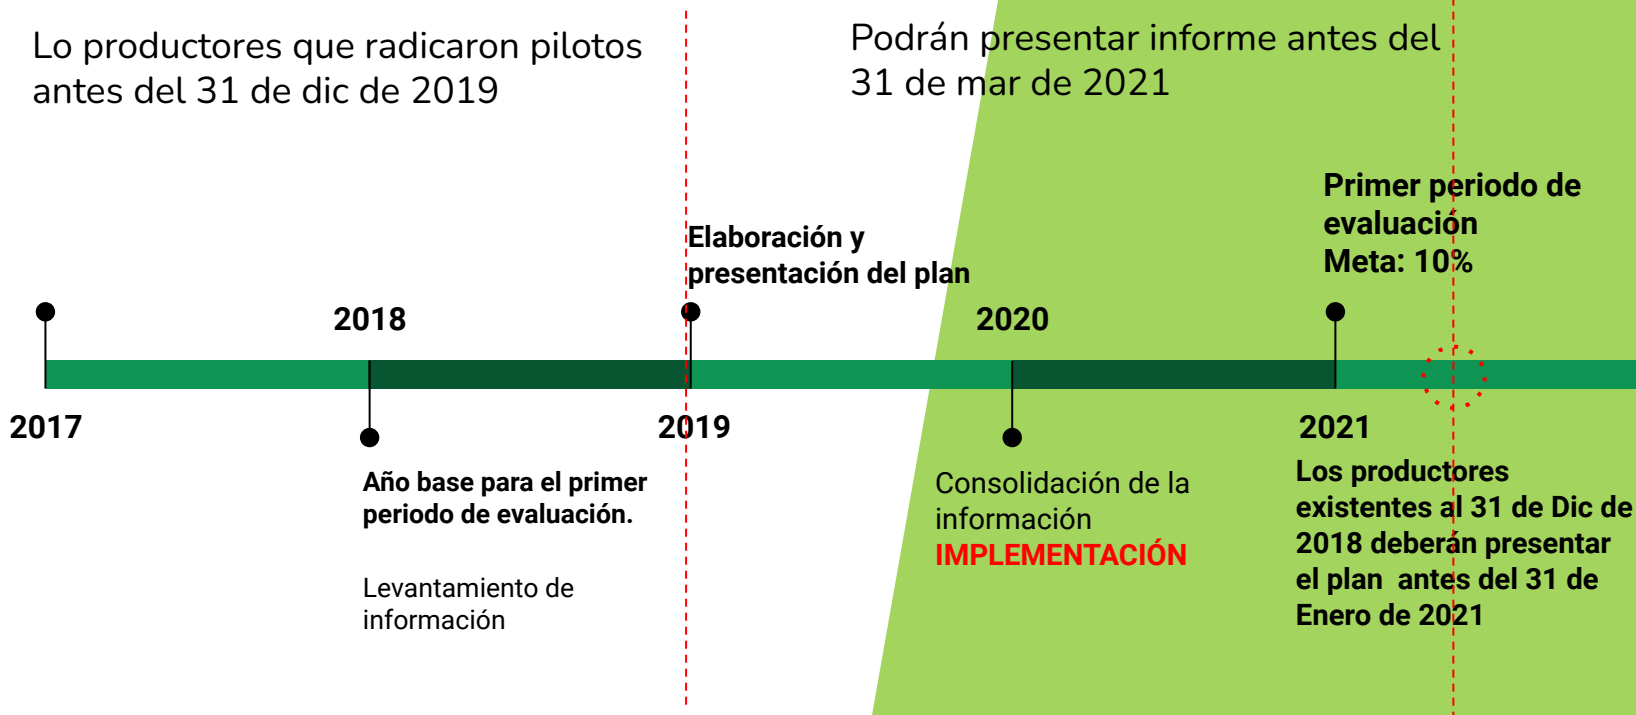 Lo productores que radicaron pilotos
antes del 31 de dic de 2019
Podrán presentar informe antes del
31 de mar de 2021
Primer periodo de
evaluación
Meta: 10%
Elaboración y
presentación del plan
2018
2020
2017
2019
2021
Año base para el primer
periodo de evaluación.
Levantamiento de
información
Consolidación de la
información
IMPLEMENTACIÓN
Los productores
existentes al 31 de Dic de
2018 deberán presentar
el plan  antes del 31 de
Enero de 2021